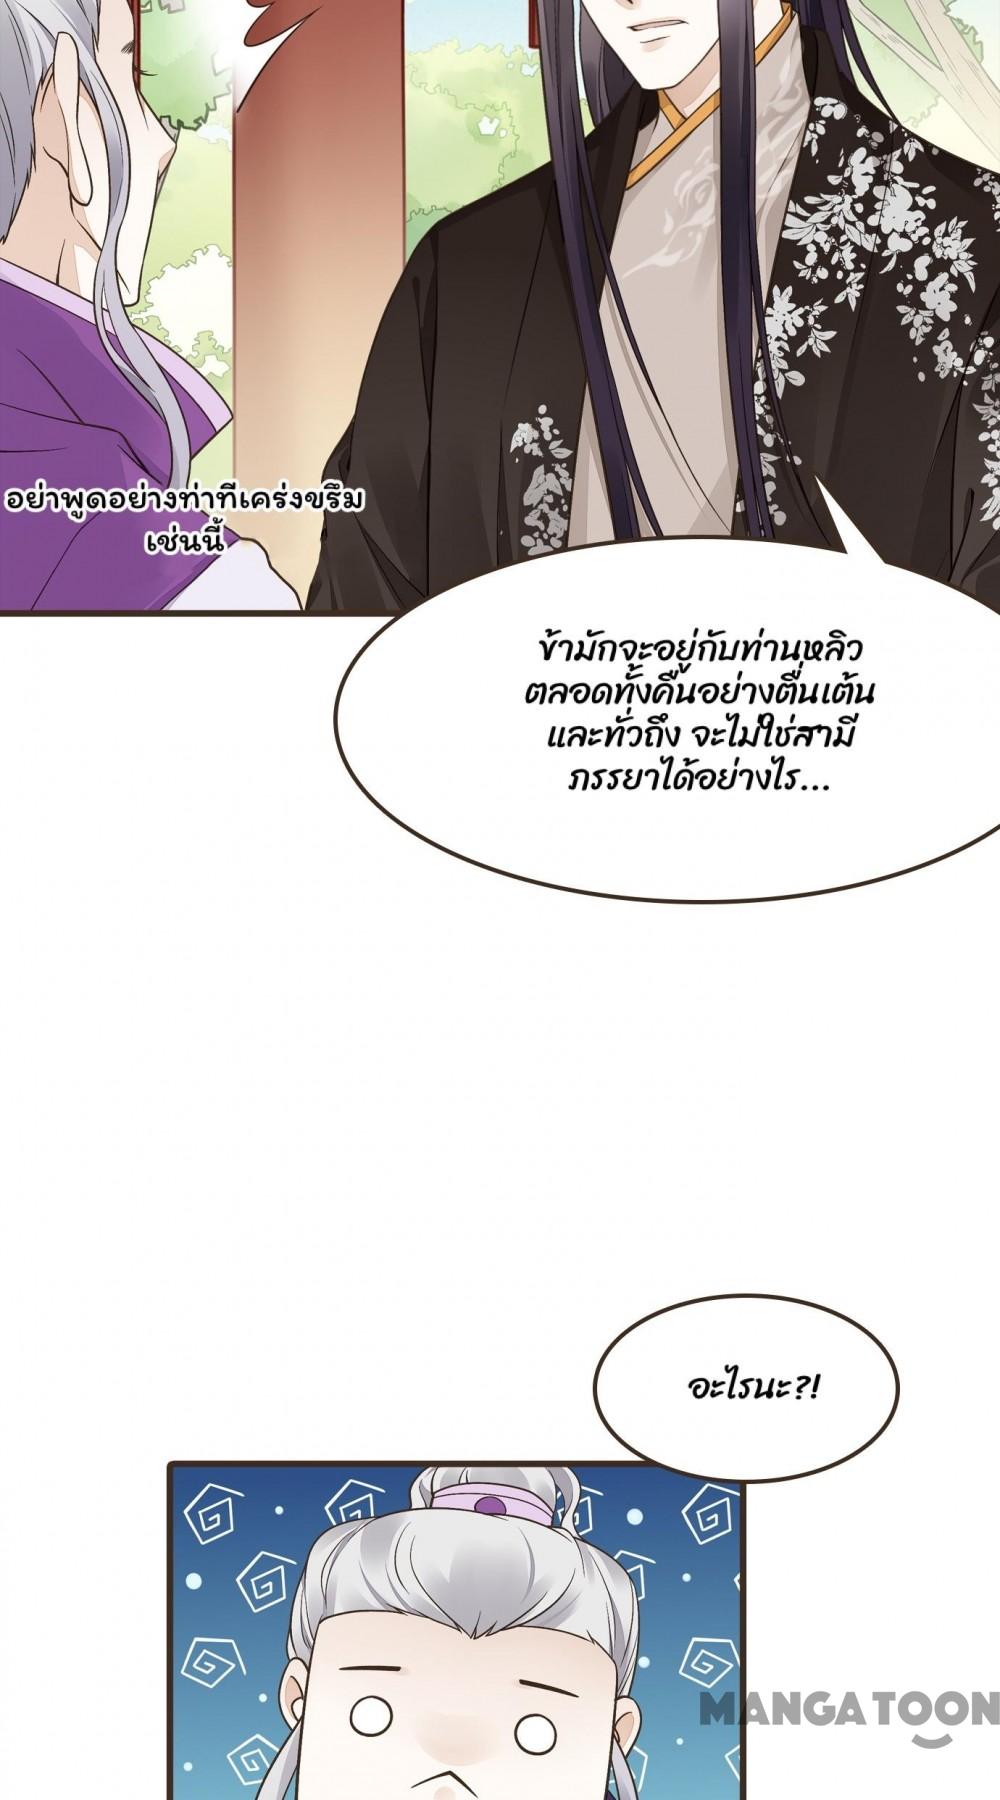 อย่าพูดอย่างท่าทีเคร่งขรึม
เช่นนี้
ข้ามักจะอยู่กับท่านหลิว
ตลอดทั้งคืนอย่างตื่นเต้น
และทั่วถึง จะไม่ใช่สามี
ภรรยาได้อย่างไร...
อะไรนะ?!
MANGATOON